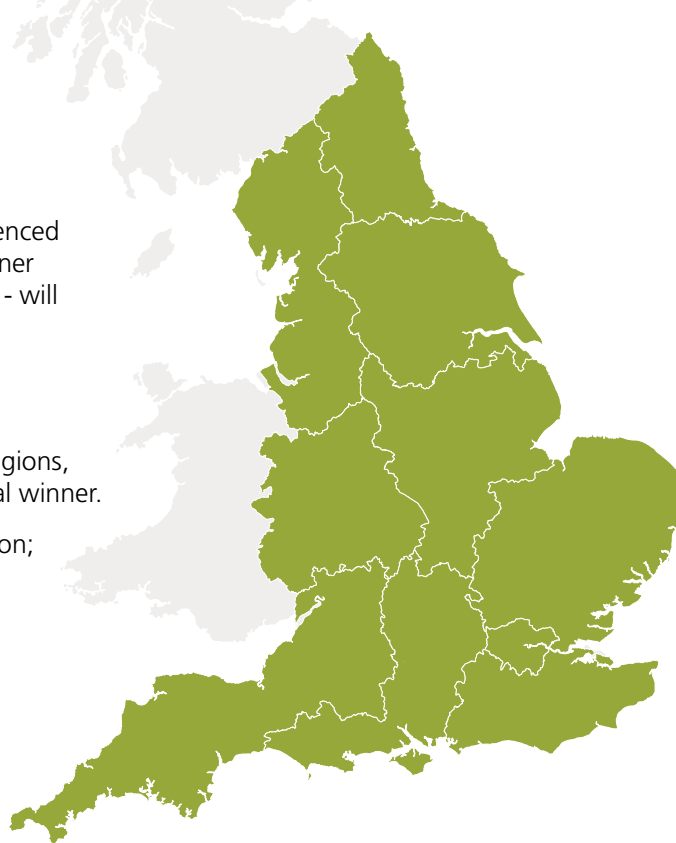 enced
ner
- will
gions,
al winner.
on;